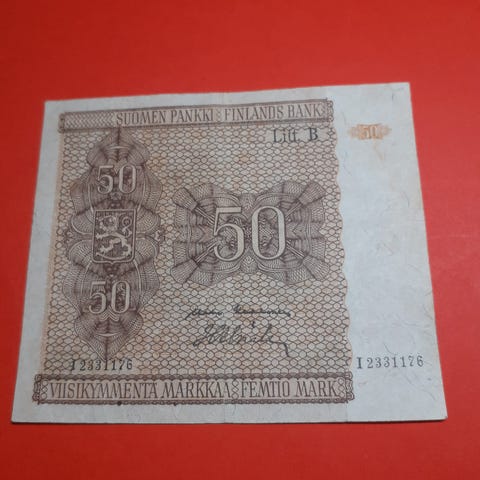 SUOMEN PANKKI FINLANDS BANK
Litt. B
50
50
50
50
I 2331176
I 2331176
VIISIKYMMENTÄ MARKKAA FEMTIO MARK